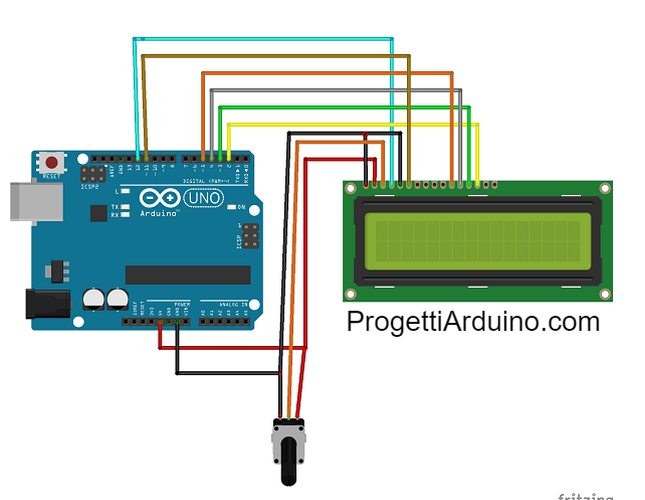 RESET
ICSP2
AREF
GND
13
12
~11
~10
~9
8
7
~6
~5
4
~3
2
TX►1
RX◄0
DIGITAL (PWM=~)
L
TX
RX
UNO
Arduino™
ON
ICSP
1
IOREF
RESET
3V3
5V
GND
GND
VIN
POWER
ANALOG IN
A0
A1
A2
A3
A4
A5
ProgettiArduino.com
fritzing